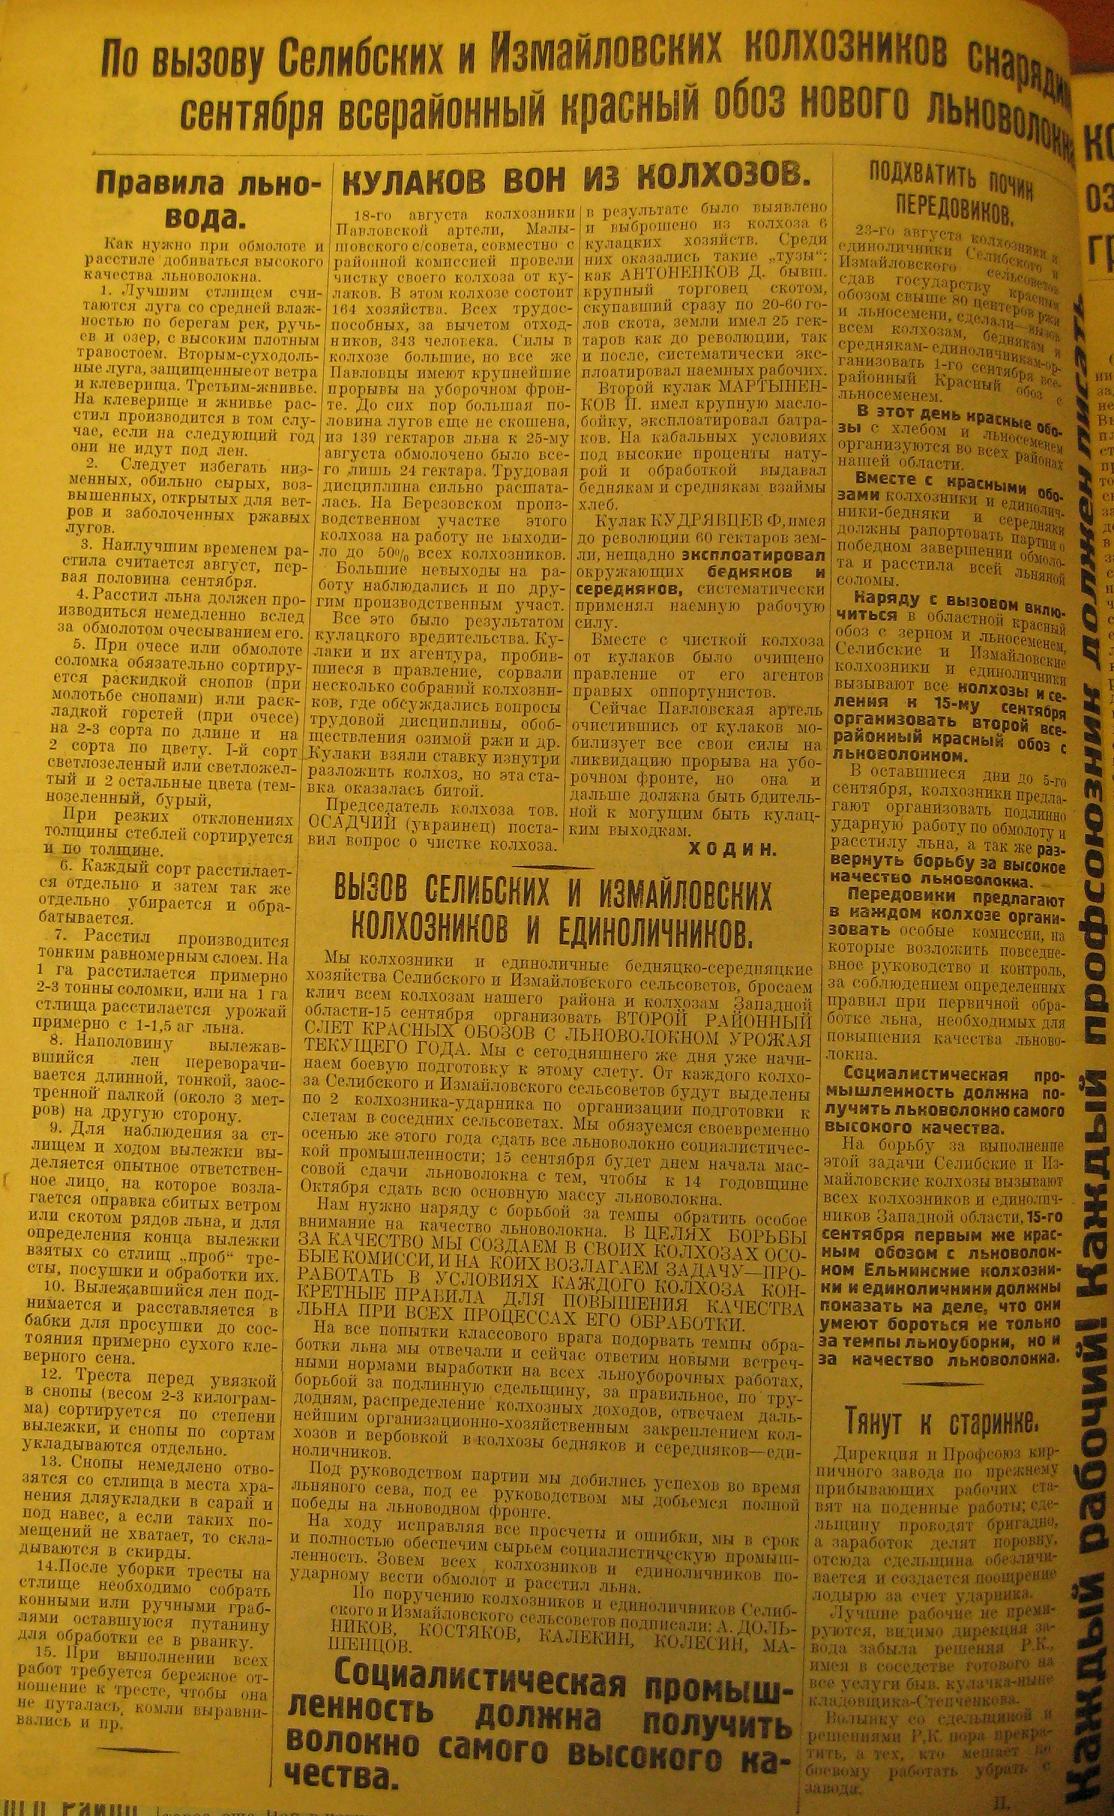 По вызову Селибских и Измайловских колхозников снарядим
сентября всерайонный красный обоз нового льноволокна
Правила льно-
вода.
Как нужно при обмолоте и
расстиле добиваться высокого
качества льноволокна.
1. Лучшим стлищем счи-
таются луга со средней влаж-
ностью по берегам рек, ручь-
ев и озер, с высоким плотным
травостоем. Вторым-суходоль-
ные луга, защищенные от ветра
и клеверища. Третьим-жнивье.
На клеверище и жнивье рас-
стил производится в том слу-
чае, если на следующий год
они не идут под лен.
2. Следует избегать низ-
менных, обильно сырых, воз-
вышенных, открытых для вет-
ров и заболоченных ржавых
лугов.
3. Наилучшим временем ра-
стила считается август, пер-
вая половина сентября.
4. Расстил льна должен про-
изводиться немедленно вслед
за обмолотом очесыванием его.
5. При очесе или обмолоте
соломка обязательно сортиру-
ется раскидкой снопов (при
молотьбе снопами) или раск-
ладкой горстей (при очесе)
на 2-3 сорта по длине и на
2 сорта по цвету. I-й сорт
светлозеленый или светложел-
тый и 2 остальные цвета (тем-
нозеленный, бурый,
При резких отклонениях
толщины стеблей сортируется
и по толщине.
6. Каждый сорт расстилает-
ся отдельно и затем так же
отдельно убирается и обра-
батывается.
7. Расстил производится
тонким равномерным слоем. На
1 га расстилается примерно
2-3 тонны соломки, или на 1 га
стлища расстилается урожай
примерно с 1-1,5 аг льна.
8. Наполовину вылежав-
вшийся лен переворачи-
вается длинной, тонкой, заос-
тренной палкой (около 3 мет-
ров) на другую сторону.
9. Для наблюдения за ст-
лищем и ходом вылежки вы-
деляется опытное ответствен-
ное лицо, на которое возла-
гается оправка сбитых ветром
или скотом рядов льна, и для
определения конца вылежки
взятых со стлищ „проб" тре-
сты, посушки и обработки их.
10. Вылежавшийся лен под-
нимается и расставляется в
бабки для просушки до сос-
тояния примерно сухого кле-
верного сена.
12. Треста перед увязкой
в снопы (весом 2-3 килограм-
ма) сортируется по степени
вылежки, и снопы по сортам
укладываются отдельно.
13. Снопы немедлено отво-
зятся со стлища в места хра-
нения дляукладки в сарай и
под навес, а если таких по-
мещений не хватает, то скла-
дываются в скирды.
14. После уборки тресты на
стлище необходимо собрать
конными или ручными граб-
лями оставшуюся путанину
для обработки ее в рванку.
15. При выполнении всех
работ требуется бережное от-
ношение к тресте, чтобы она
не путалась, комли выравни-
вались и пр.
КУЛАКОВ ВОН ИЗ КОЛХОЗОВ.
18-го августа колхозники
Павловской артели, Малы-
шовского с/совета, совместно с
районной комиссией провели
чистку своего колхоза от ку-
лаков. В этом колхозе состоит
164 хозяйства. Всех трудос-
пособных, за вычетом отход-
ников, 343 человека. Силы в
колхозе большие, но все же
Павловцы имеют крупнейшие
прорывы на уборочном фрон-
те. До сих пор большая по-
ловина лугов еще не скошена,
из 139 гектаров льна к 25-му
августа обмолочено было все-
го лишь 24 гектара. Трудовая
дисциплина сильно расшата-
лась. На Березовском произ-
водственном участке этого
колхоза на работу не выходи-
ло до 50% всех колхозников.
Большие невыходы на ра-
боту наблюдались и по дру-
гим производственным участ.
Все это было результатом
кулацкого вредительства. Ку-
лаки и их агентура, пробив-
шиеся в правление, сорвали
несколько собраний колхозни-
ков, где обсуждались вопросы
трудовой дисциплины, обоб-
ществления озимой ржи и др.
Кулаки взяли ставку изнутри
разложить колхоз, но эта ста-
вка оказалась битой.
Председатель колхоза тов.
ОСАДЧИЙ (украинец) поста-
вил вопрос о чистке колхоза.
в результате было выявлено
и выброшено из колхоза 6
кулацких хозяйств. Среди
них оказались такие „тузы":
как АНТОНЕНКОВ Д. бывш.
крупный торговец скотом,
скупавший сразу по 20-60 го-
лов скота, земли имел 25 гек-
таров как до революции, так
и после, систематически экс-
плоатировал наемных рабочих.
Второй кулак МАРТЫНЕН-
КОВ П. имел крупную масло-
бойку, эксплоатировал батра-
ков. На кабальных условиях
под высокие проценты нату-
рой и обработкой выдавал
беднякам и среднякам взаймы
хлеб.
Кулак КУДРЯВЦЕВ Ф, имея
до революции 60 гектаров зем-
ли, нещадно эксплоатировал
окружающих бедняков и
середняков, систематически
применял наемную рабочую
силу.
Вместе с чисткой колхоза
от кулаков было очищено
правление от его агентов
правых оппортунистов.
Сейчас Павловская артель
очистившись от кулаков мо-
билизует все свои силы на
ликвидацию прорыва на убо-
рочном фронте, но она и
дальше должна быть бдитель-
ной к могущим быть кулац-
ким выходкам.
ХОДИН.
ВЫЗОВ СЕЛИБСКИХ И ИЗМАЙЛОВСКИХ
КОЛХОЗНИКОВ И ЕДИНОЛИЧНИКОВ.
Мы колхозники и единоличные бедняцко-середняцкие
хозяйства Селибского и Измайловского сельсоветов, бросаем
клич всем колхозам нашего района и колхозам Западной
области-15 сентября организовать ВТОРОЙ РАЙОННЫЙ
СЛЕТ КРАСНЫХ ОБОЗОВ С ЛЬНОВОЛОКНОМ УРОЖАЯ
ТЕКУЩЕГО ГОДА. Мы с сегодняшнего же дня уже начи-
наем боевую подготовку к этому слету. От каждого колхо-
за Селибского и Измайловского сельсоветов будут выделены
по 2 колхозника-ударника по организации подготовки к
слетам в соседних сельсоветах. Мы обязуемся своевременно
осенью же этого года сдать все льноволокно социалистичес-
кой промышленности; 15 сентября будет днем начала мас-
совой сдачи льноволокна с тем, чтобы к 14 годовщине
Октября сдать всю основную массу льноволокна.
Нам нужно наряду с борьбой за темпы обратить особое
внимание на качество льноволокна. В ЦЕЛЯХ БОРЬБЫ
ЗА КАЧЕСТВО МЫ СОЗДАЕМ В СВОИХ КОЛХОЗАХ ОСО-
БЫЕ КОМИССИ, И НА КОИХ ВОЗЛАГАЕМ ЗАДАЧУ—ПРО-
РАБОТАТЬ В УСЛОВИЯХ КАЖДОГО КОЛХОЗА КОН-
КРЕТНЫЕ ПРАВИЛА ДЛЯ ПОВЫШЕНИЯ КАЧЕСТВА
ЛЬНА ПРИ ВСЕХ ПРОЦЕССАХ ЕГО ОБРАБОТКИ.
На все попытки классового врага подорвать темпы обра-
ботки льна мы отвечали и сейчас ответим новыми встреч-
ными нормами выработки на всех льноуборочных работах,
борьбой за подлинную сдельщину, за правильное, по тру-
додням, распределение колхозных доходов, отвечаем даль-
нейшим организационно-хозяйственным закреплением кол-
хозов и вербовкой в колхозы бедняков и середняков—еди-
ноличников.
Под руководством партии мы добились успехов во время
льняного сева, под ее руководством мы добьемся полной
победы на льноводном фронте.
На ходу исправляя все просчеты и ошибки, мы в срок
и полностью обеспечим сырьем социалистическую промыш-
ленность. Зовем всех колхозников и единоличников по-
ударному вести обмолот и расстил льна.
По поручению колхозников и единоличников Селиб-
ского и Измайловского сельсоветов подписали: А. ДОЛЬ-
НИКОВ, КОСТЯКОВ, КАЛЕКИН, КОЛЕСИН, МА-
ШЕНЦОВ.
Социалистическая промыш-
ленность должна получить
волокно самого высокого ка-
чества.
ПОДХВАТИТЬ ПОЧИН
ПЕРЕДОВИКОВ.
23-го августа колхозники и
единоличники Селибского и
Измайловского сельсоветов
сдав государству красным
обозом свыше 80 центеров ржи
и льносемени, сделали—вызов
всем колхозам, беднякам и
среднякам-единоличникам-ор-
ганизовать 1-го сентября все-
районный Красный обоз с
льносеменем.
В этот день красные обо-
зы с хлебом и льносеменем
организуются во всех районах
нашей области.
Вместе с красными обо-
зами колхозники и единолич-
ники-бедняки и середняки
должны рапортовать партии о
победном завершении обмоло-
та и расстила всей льняной
соломы.
Наряду с вызовом вклю-
читься в областной красный
обоз с зерном и льносеменем,
Селибские и Измайловские
колхозники и единоличники
вызывают все колхозы и се-
ления к 15-му сентября
организовать второй все-
районный красный обоз с
льноволокном.
В оставшиеся дни до 5-го
сентября, колхозники предла-
гают организовать подлинно
ударную работу по обмолоту и
расстилу льна, а так же раз-
вернуть борьбу за высокое
качество льноволокна.
Передовики предлагают
в каждом колхозе органи-
зовать особые комиссии, на
которые возложить повседне-
вное руководство и контроль,
за соблюдением определенных
правил при первичной обра-
ботке льна, необходимых для
повышения качества льново-
локна.
Социалистическая про-
мышленность должна по-
лучить льноволокно самого
высокого качества.
На борьбу за выполнение
этой задачи Селибские и Из-
майловские колхозы вызывают
всех колхозников и единолич-
ников Западной области, 15-го
сентября первым же крас-
ным обозом с льноволок-
ном Ельнинские колхозни-
ки и единоличники должны
показать на деле, что они
умеют бороться не только
за темпы льноуборки, но и
за качество льноволокна.
Тянут к старинке.
Дирекция и Профсоюз кир-
пичного завода по прежнему
прибывающих рабочих ста-
вят на поденные работы; сде-
льщину проводят бригадно,
а заработок делят поровну,
отсюда сдельщина обезличи-
вается и создается поощрение
лодырю за счет ударника.
Лучшие рабочие не преми-
руются, видимо дирекция за-
вода забыла решения Р.К.,
имея в соседстве готового на
все услуги быв. кулачка-ныне
кладовщика-Степченкова.
Волынку со сдельщиной и
решениями Р.К. пора прекра-
тить, а тех, кто мешает по
боевому работать убрать с
завода.
П.
Каждый рабочий! Каждый профсоюзник должен писать